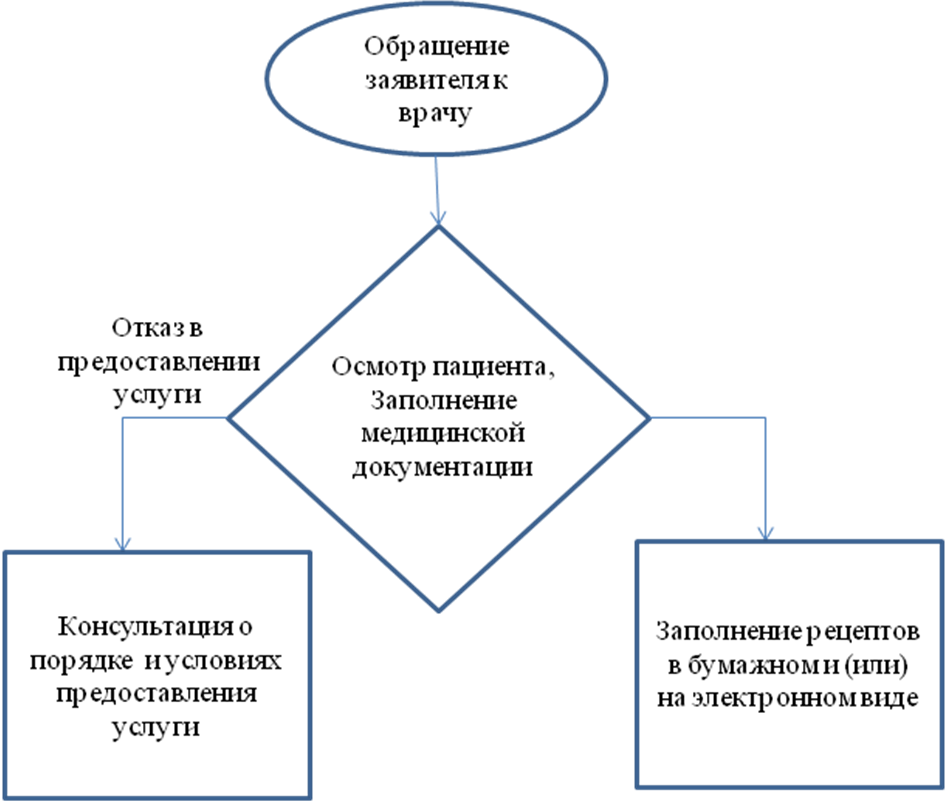 Обращение
заявителя к
врачу
Отказ в
предоставлении
услуги
Осмотр пациента,
Заполнение
медицинской
документации
Консультация о
порядке и условиях
предоставления
услуги
Заполнение рецептов
в бумажном и (или)
на электронном виде